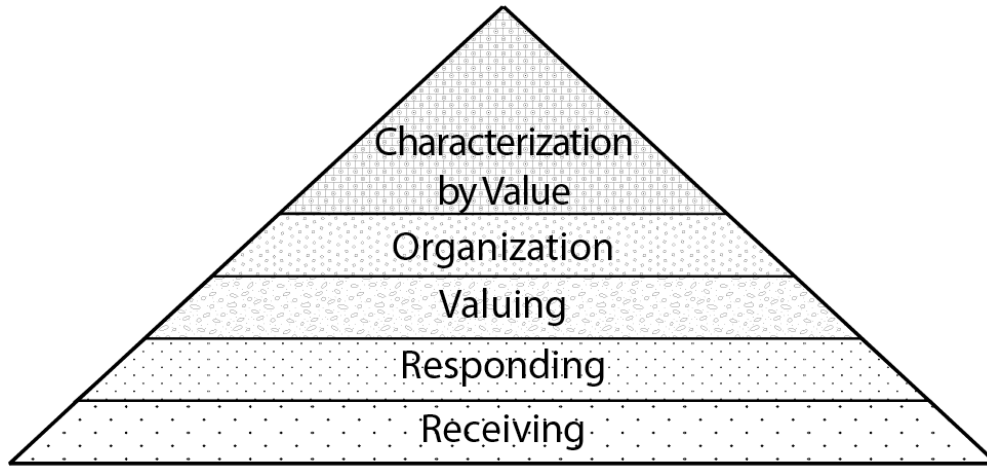 Characterization
by Value
Organization
Valuing
Responding
Receiving